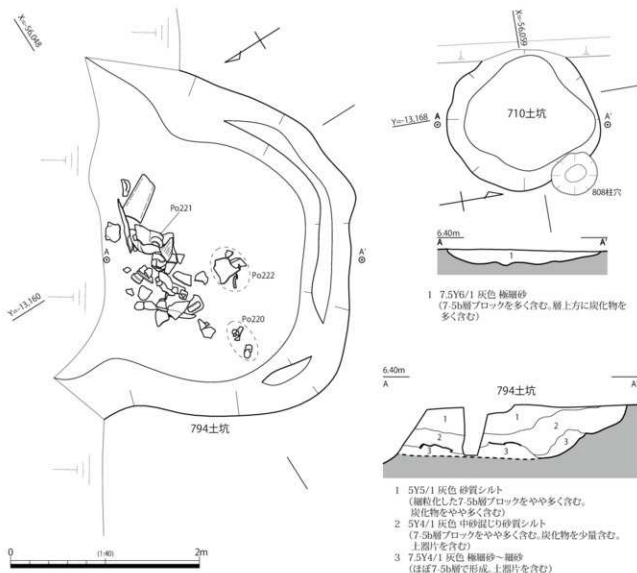 X=-56,048
Po221
A
A'
Po222
Po220
Y=-13,160
794土坑
0 (1:40) 2m
X=-56,059
710土坑
Y=-13,168
A
A'
808柱穴
6.40m
A
A'
1
1 7.5Y6/1 灰色 極細砂
(7-5b層ブロックを多く含む。層上方に炭化物を
多く含む)
6.40m
A
A'
794土坑
1
1
2
2
3
3
3
1 5Y5/1 灰色 砂質シルト
(細粒化した7-5b層ブロックをやや多く含む。
炭化物をやや多く含む)
2 5Y4/1 灰色 中砂混じり砂質シルト
(7-5b層ブロックをやや多く含む。炭化物を少量含む。
土器片を含む)
3 7.5Y4/1 灰色 極細砂～細砂
(ほぼ7-5b層で形成。土器片を含む)